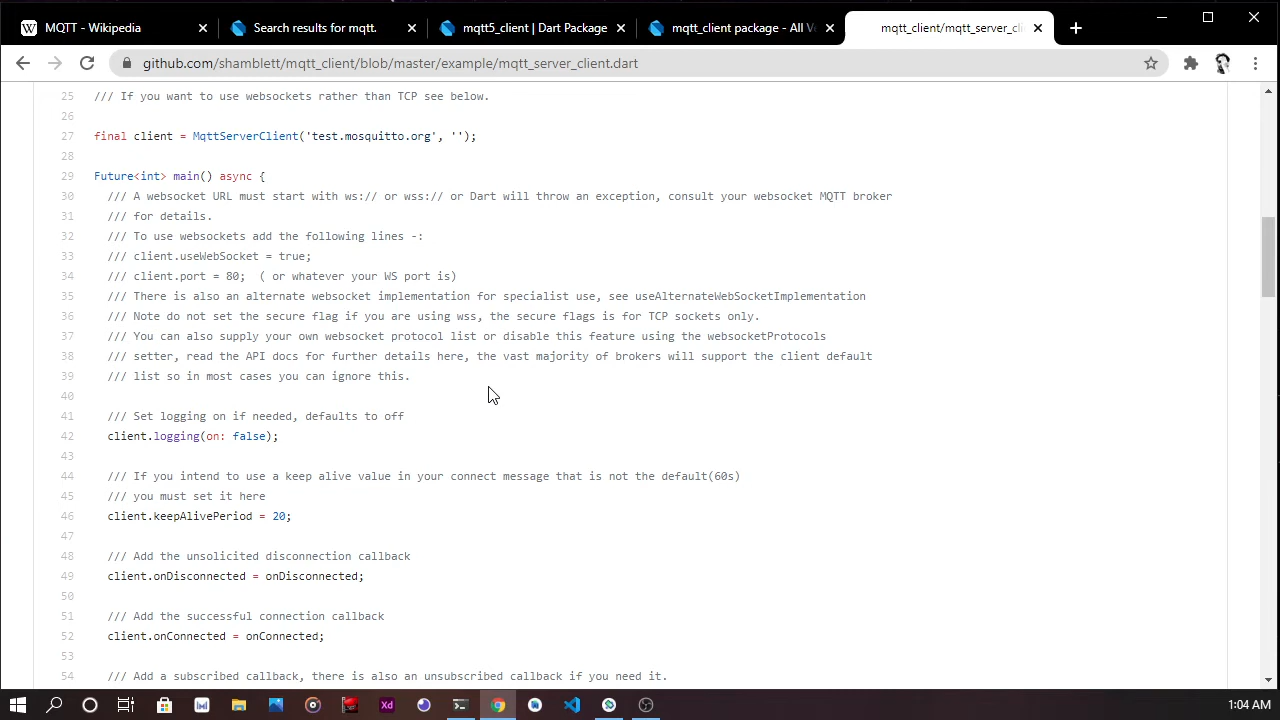 MQTT - Wikipedia
Search results for mqtt.
mqtt5_client | Dart Package
mqtt_client package - All Ve
mqtt_client/mqtt_server_cli
github.com/shamblett/mqtt_client/blob/master/example/mqtt_server_client.dart
25 /// If you want to use websockets rather than TCP see below.
26
27 final client = MqttServerClient('test.mosquitto.org', '');
28
29 Future<int> main() async {
30 /// A websocket URL must start with ws:// or wss:// or Dart will throw an exception, consult your websocket MQTT broker
31 /// for details.
32 /// To use websockets add the following lines -:
33 /// client.useWebSocket = true;
34 /// client.port = 80;  ( or whatever your WS port is)
35 /// There is also an alternate websocket implementation for specialist use, see useAlternateWebSocketImplementation
36 /// Note do not set the secure flag if you are using wss, the secure flags is for TCP sockets only.
37 /// You can also supply your own websocket protocol list or disable this feature using the websocketProtocols
38 /// setter, read the API docs for further details here, the vast majority of brokers will support the client default
39 /// list so in most cases you can ignore this.
40
41 /// Set logging on if needed, defaults to off
42 client.logging(on: false);
43
44 /// If you intend to use a keep alive value in your connect message that is not the default(60s)
45 /// you must set it here
46 client.keepAlivePeriod = 20;
47
48 /// Add the unsolicited disconnection callback
49 client.onDisconnected = onDisconnected;
50
51 /// Add the successful connection callback
52 client.onConnected = onConnected;
53
54 /// Add a subscribed callback, there is also an unsubscribed callback if you need it.
Xd
1:04 AM